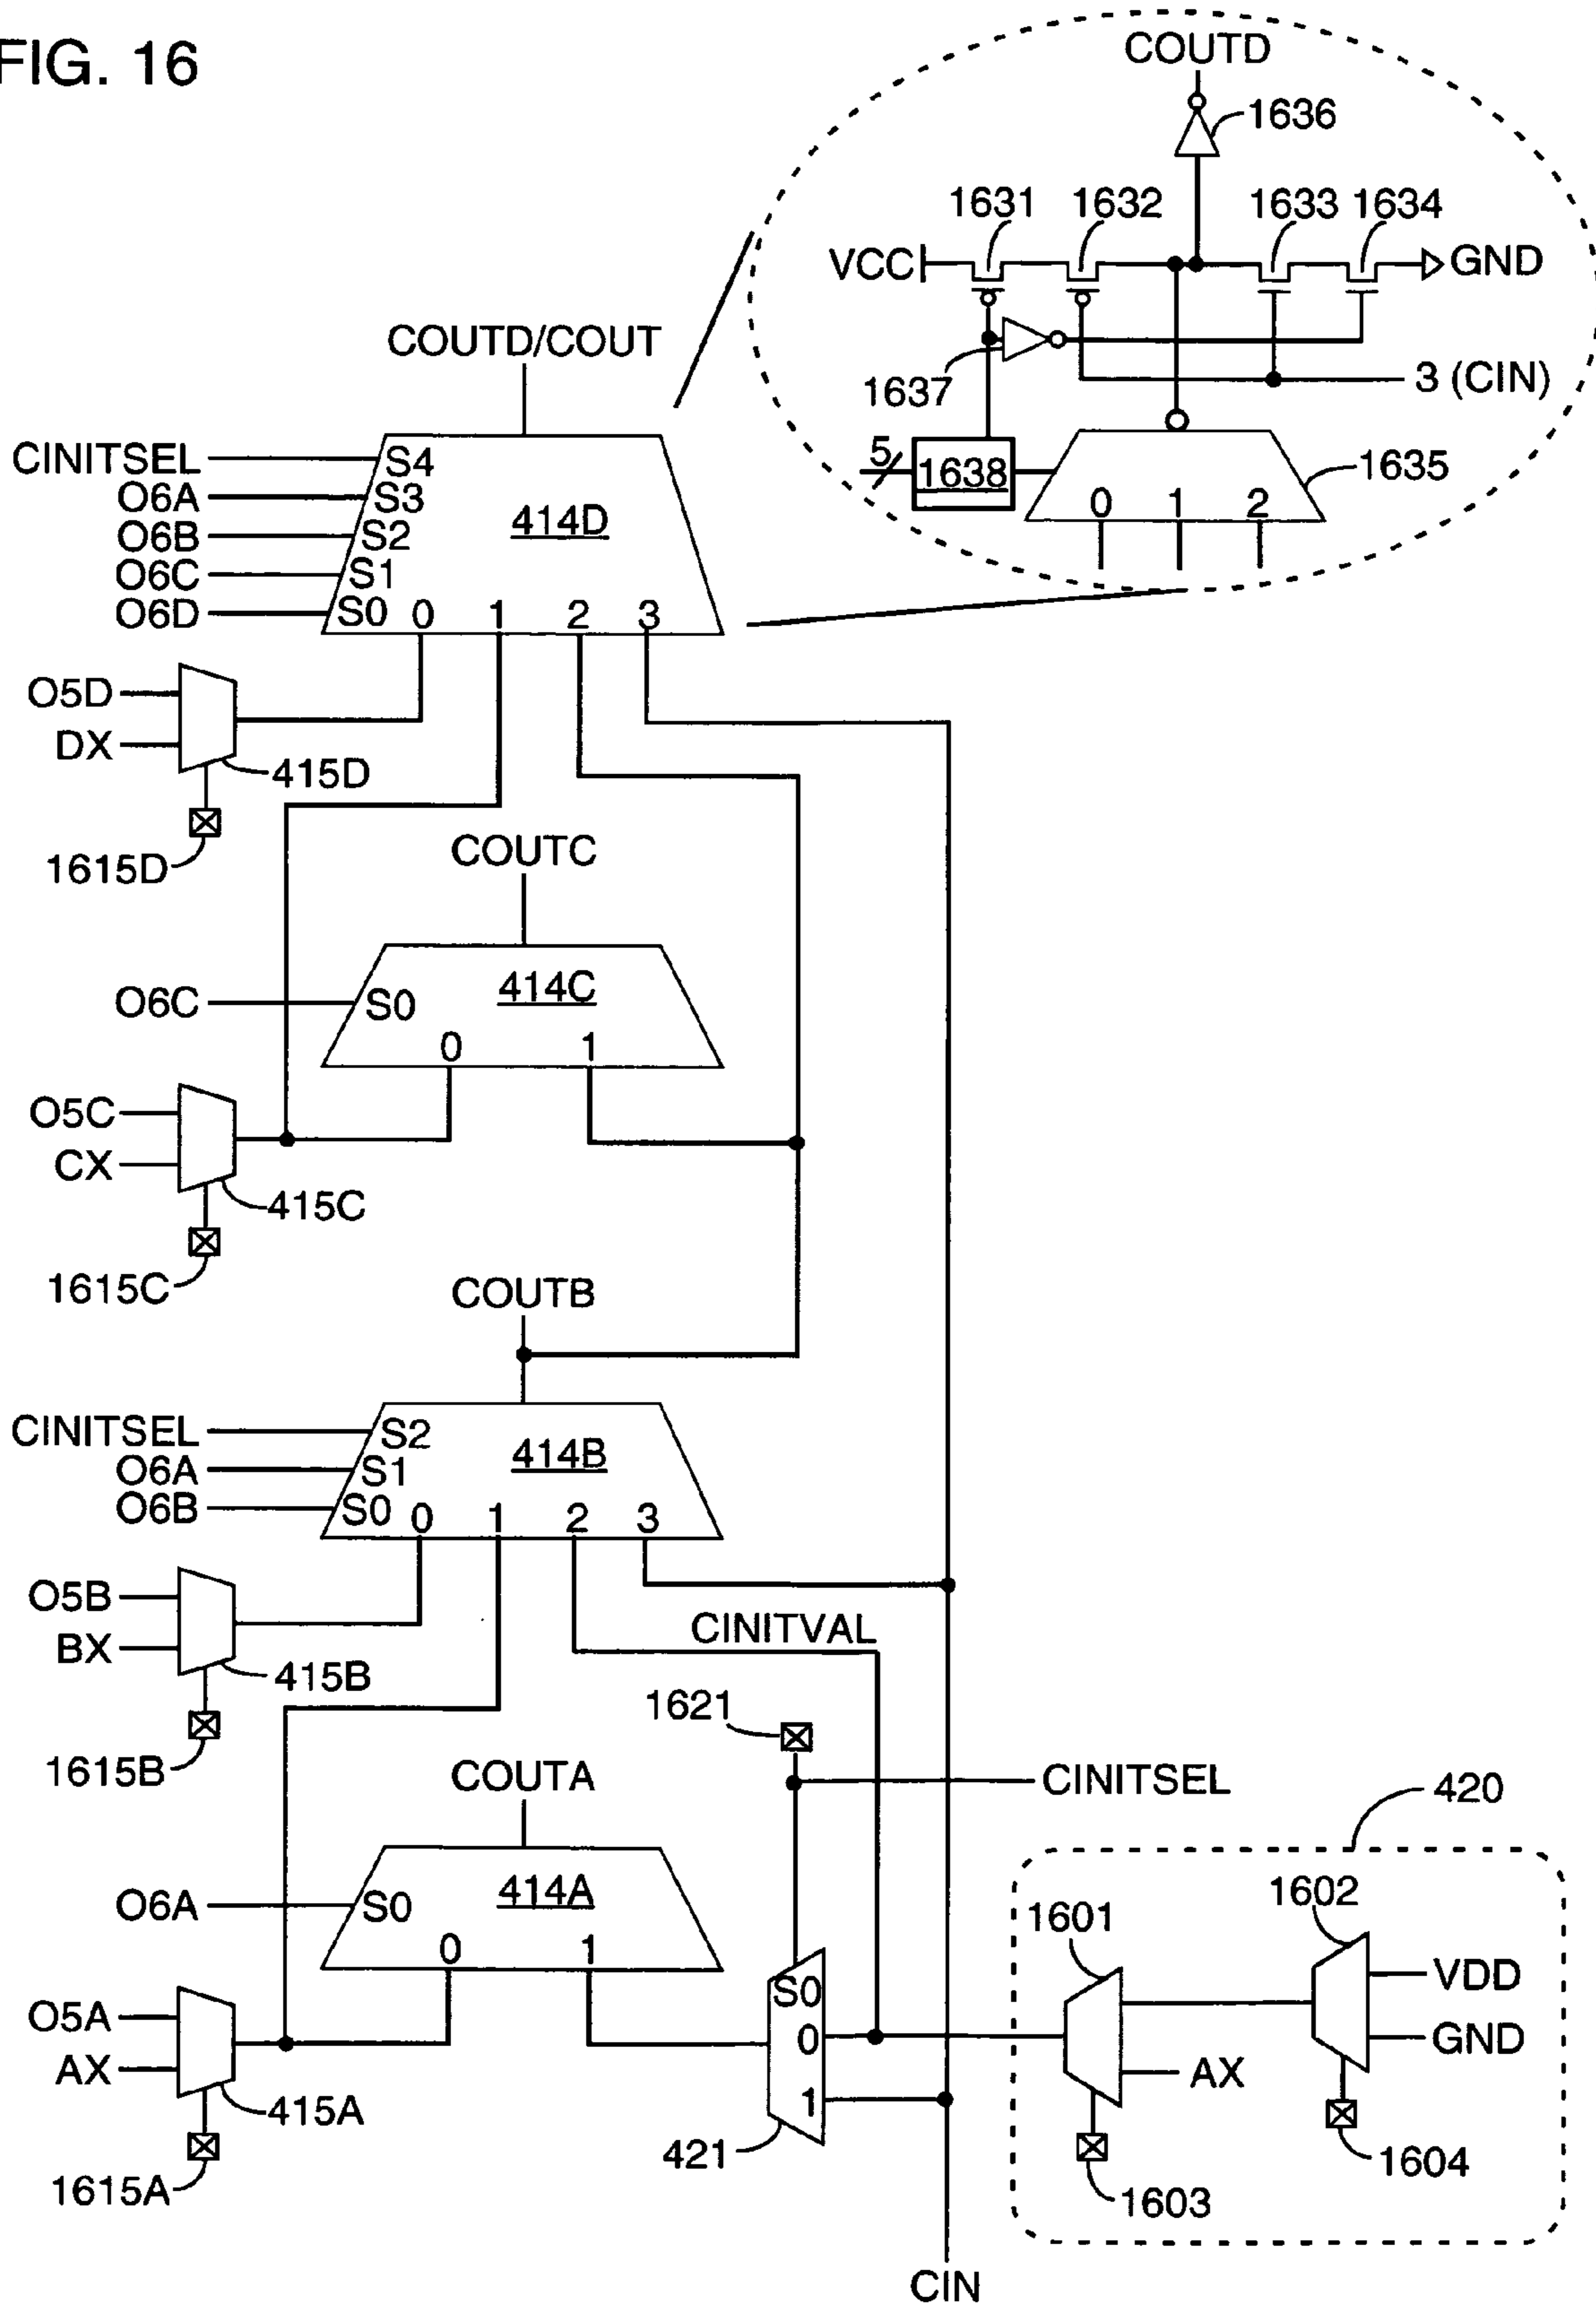 FIG. 16
COUTD
1636
1631 1632 1633 1634
VCC GND
1637
3 (CIN)
5
1638
1635
0 1 2
COUTD/COUT
CINITSEL S4
O6A S3
O6B S2
O6C S1
O6D S0
414D
0 1 2 3
O5D
DX
415D
1615D
COUTC
O6C S0
414C
0 1
O5C
CX
415C
1615C
COUTB
CINITSEL S2
O6A S1
O6B S0
414B
0 1 2 3
O5B
BX
415B
1615B
CINITVAL
1621
CINITSEL
COUTA
O6A S0
414A
0 1
O5A
AX
415A
1615A
S0
0
1
421
420
1601
1602
VDD
GND
AX
1603
1604
CIN